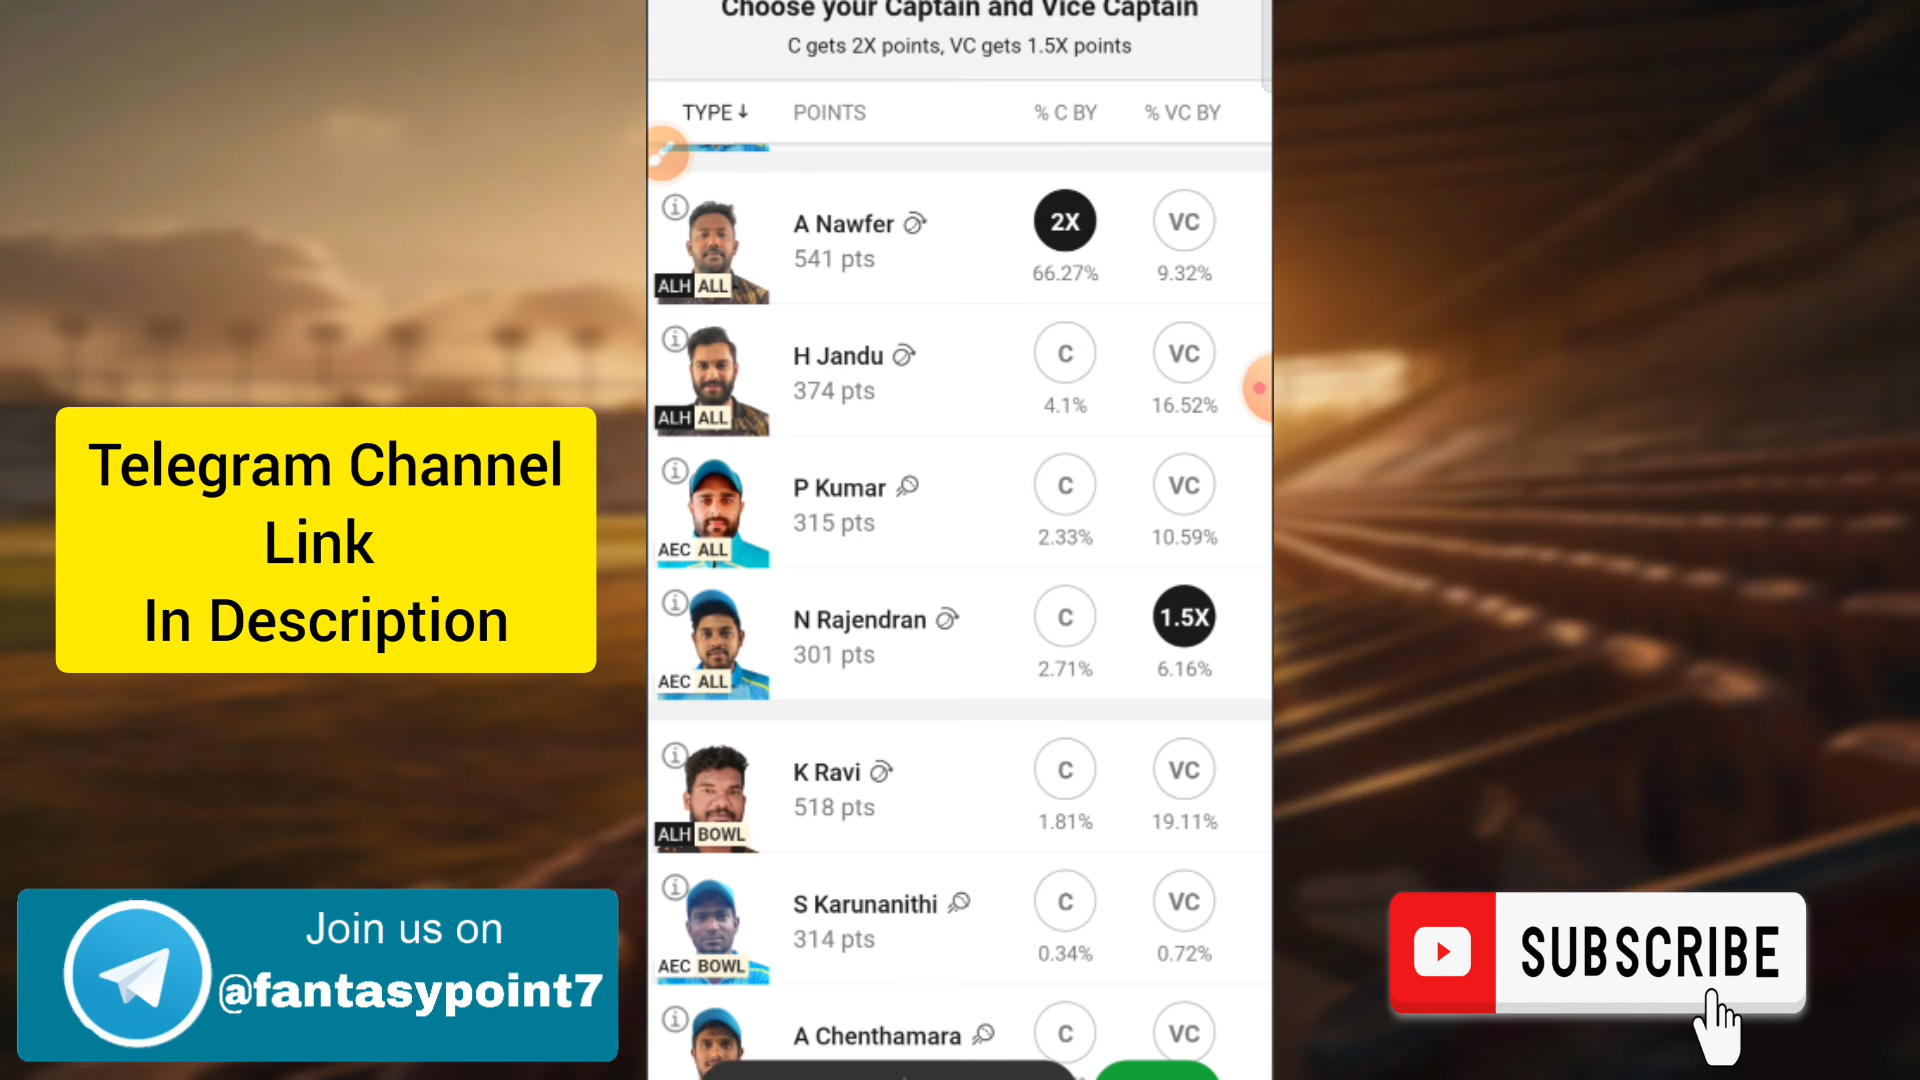 Choose your Captain and Vice Captain
C gets 2X points, VC gets 1.5X points
TYPE↓ POINTS % C BY % VC BY
A Nawfer 2X VC
541 pts 66.27% 9.32%
ALH ALL
H Jandu C VC
374 pts 4.1% 16.52%
ALH ALL
P Kumar C VC
315 pts 2.33% 10.59%
AEC ALL
N Rajendran C 1.5X
301 pts 2.71% 6.16%
AEC ALL
K Ravi C VC
518 pts 1.81% 19.11%
ALH BOWL
S Karunanithi C VC
314 pts 0.34% 0.72%
AEC BOWL
A Chenthamara C VC
Telegram Channel
Link
In Description
Join us on
@fantasypoint7
SUBSCRIBE